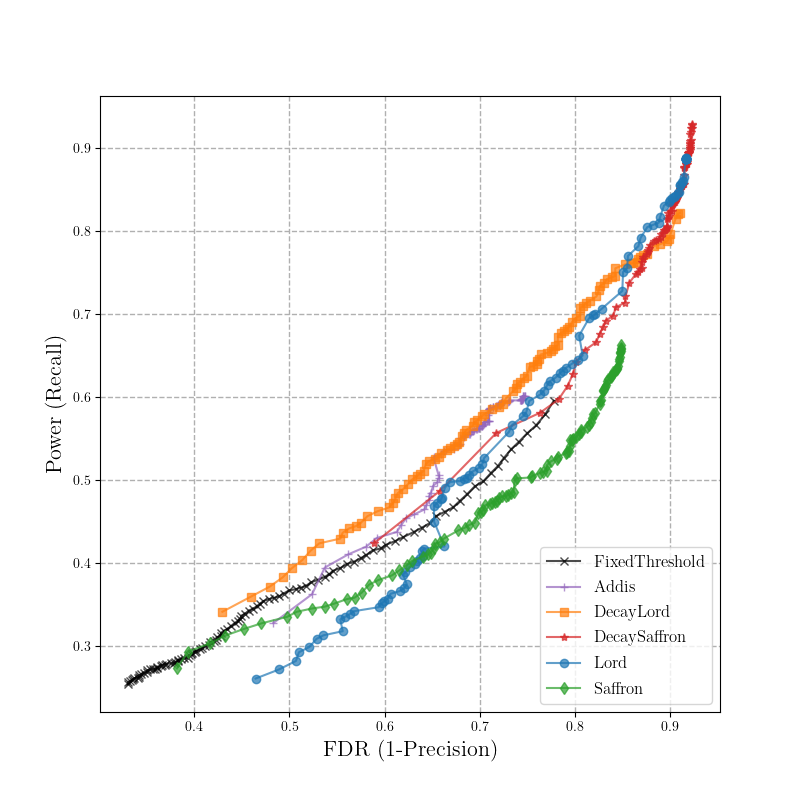 0.9
0.8
0.7
0.6
0.5
0.4
0.3
Power (Recall)
0.4 0.5 0.6 0.7 0.8 0.9
FDR (1-Precision)
FixedThreshold
Addis
DecayLord
DecaySaffron
Lord
Saffron